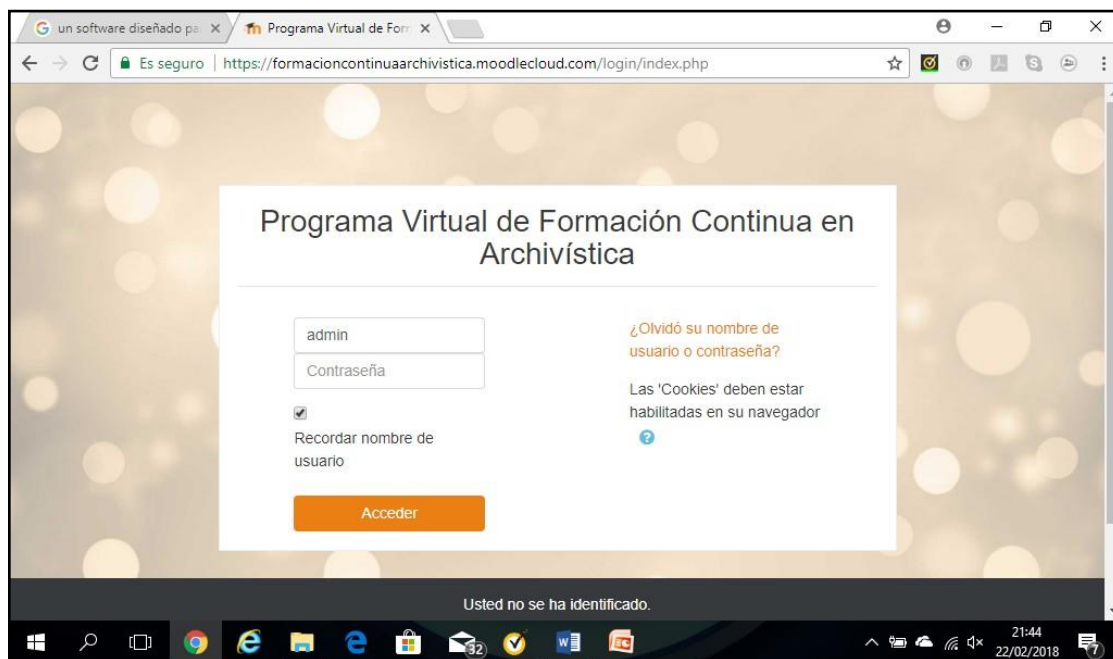 un software diseñado pa
Programa Virtual de Forr
Es seguro
https://formacioncontinuaarchivistica.moodlecloud.com/login/index.php
Programa Virtual de Formación Continua en
Archivística
admin
Contraseña
Recordar nombre de
usuario
Acceder
¿Olvidó su nombre de
usuario o contraseña?
Las 'Cookies' deben estar
habilitadas en su navegador
Usted no se ha identificado.
32
21:44
22/02/2018
7